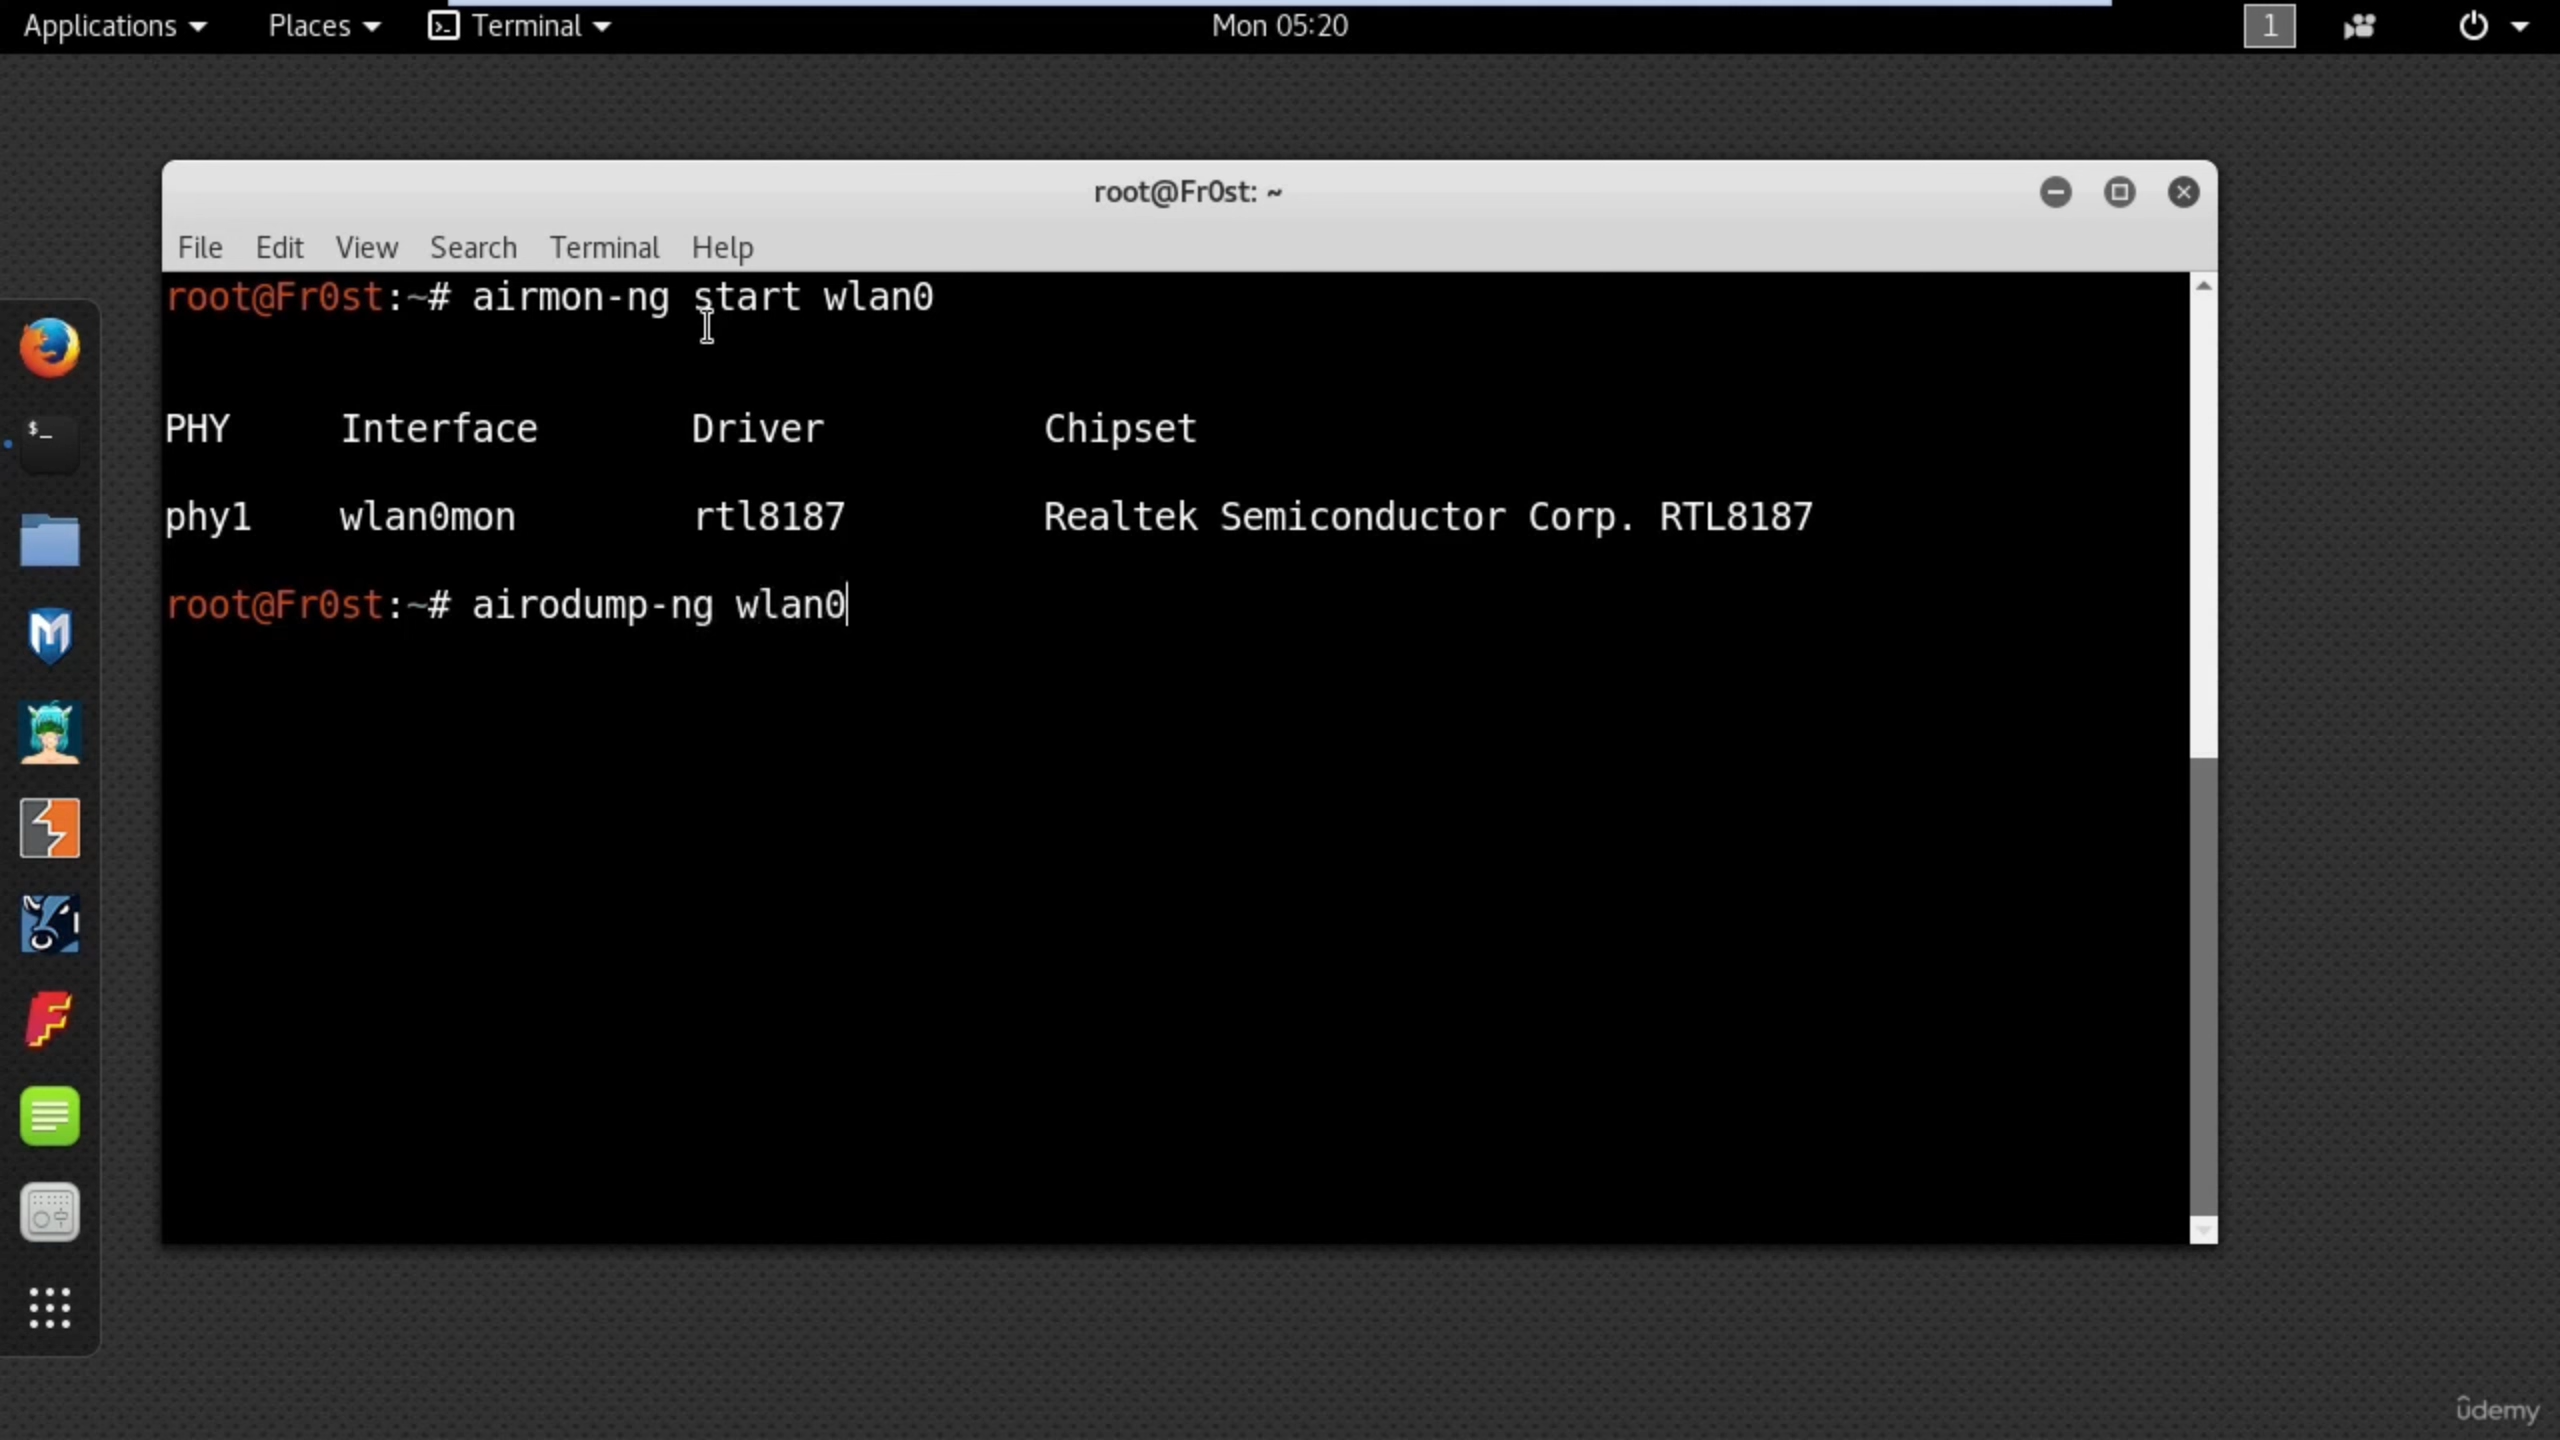 Applications Places Terminal Mon 05:20 1
root@Fr0st: ~
File Edit View Search Terminal Help
root@Fr0st:~# airmon-ng start wlan0
PHY Interface Driver Chipset
phy1 wlan0mon rtl8187 Realtek Semiconductor Corp. RTL8187
root@Fr0st:~# airodump-ng wlan0
$_
ûdemy